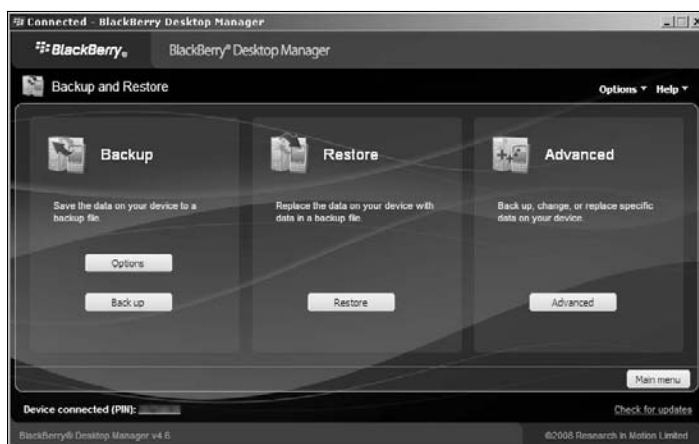 Connected - BlackBerry Desktop Manager
BlackBerry®
BlackBerry® Desktop Manager
Backup and Restore
Options Help
Backup
Save the data on your device to a
backup file.
Options
Back up
Restore
Replace the data on your device with
data in a backup file.
Restore
Advanced
Back up, change, or replace specific
data on your device.
Advanced
Main menu
Device connected (PIN):
Check for updates
BlackBerry® Desktop Manager v4.6
©2008 Research In Motion Limited